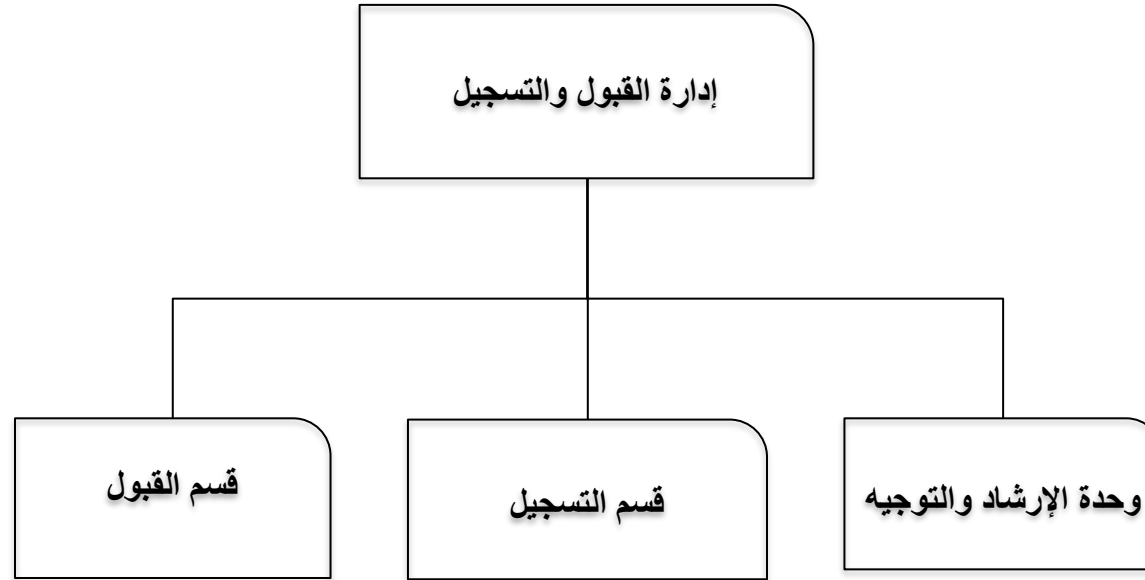 إدارة القبول والتسجيل
وحدة الإرشاد والتوجيه
قسم التسجيل
قسم القبول